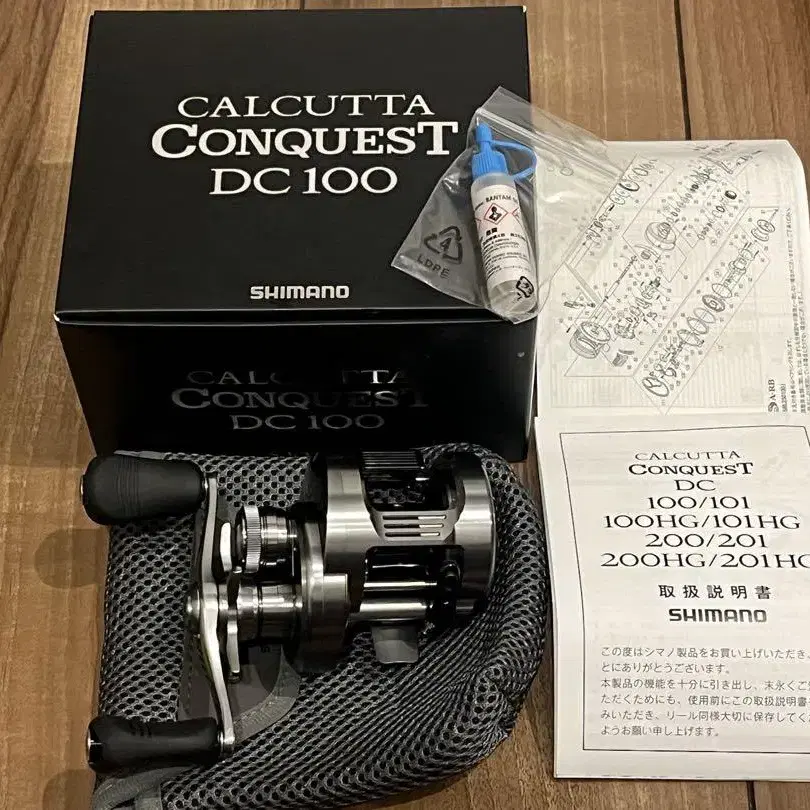 CALCUTTA
CONQUEST
DC 100
SHIMANO
CALCUTTA
CONQUEST
DC 100
BANTAM
4
LDPE
A-RB
CALCUTTA
CONQUEST
DC
100/101
100HG/101HG
200/201
200HG/201HG
取扱説明書
SHIMANO
この度はシマノ製品をお買い上げいただき、
とにありがとうございます。
本製品の機能を十分に引き出し、末永くご
ただくためにも、使用前にこの取扱説明書
みいただき、リール同様大切に保存してく
ようお願い申し上げます。